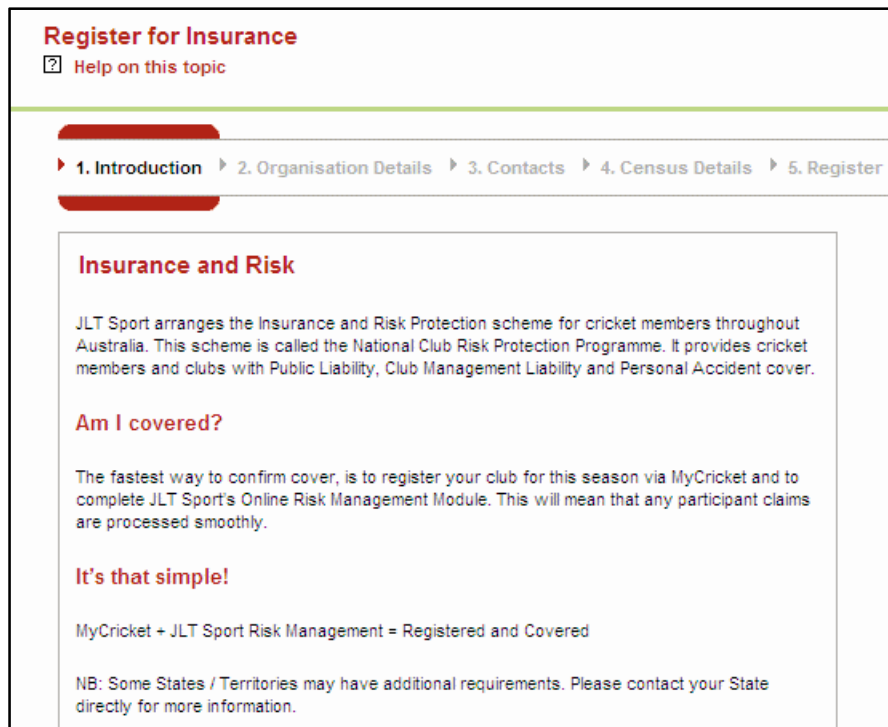 Register for Insurance
? Help on this topic
1. Introduction 2. Organisation Details 3. Contacts 4. Census Details 5. Register
Insurance and Risk
JLT Sport arranges the Insurance and Risk Protection scheme for cricket members throughout
Australia. This scheme is called the National Club Risk Protection Programme. It provides cricket
members and clubs with Public Liability, Club Management Liability and Personal Accident cover.
Am I covered?
The fastest way to confirm cover, is to register your club for this season via MyCricket and to
complete JLT Sport's Online Risk Management Module. This will mean that any participant claims
are processed smoothly.
It's that simple!
MyCricket + JLT Sport Risk Management = Registered and Covered
NB: Some States / Territories may have additional requirements. Please contact your State
directly for more information.